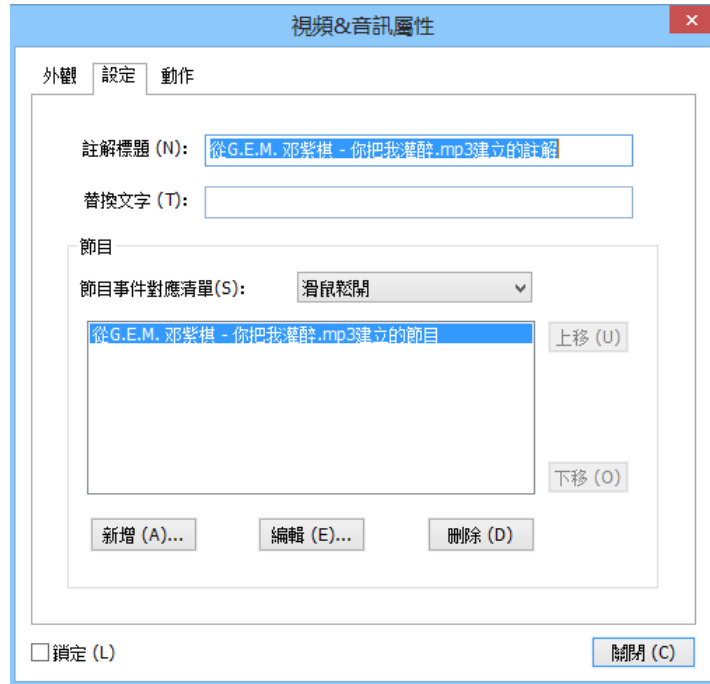 視頻&音訊屬性
外觀 設定 動作
註解標題 (N): 從G.E.M. 邓紫棋 - 你把我灌醉.mp3建立的註解
替換文字 (T):
節目
節目事件對應清單(S): 滑鼠鬆開
從G.E.M. 邓紫棋 - 你把我灌醉.mp3建立的節目
上移 (U)
下移 (O)
新增 (A)... 編輯 (E)... 刪除 (D)
鎖定 (L) 關閉 (C)